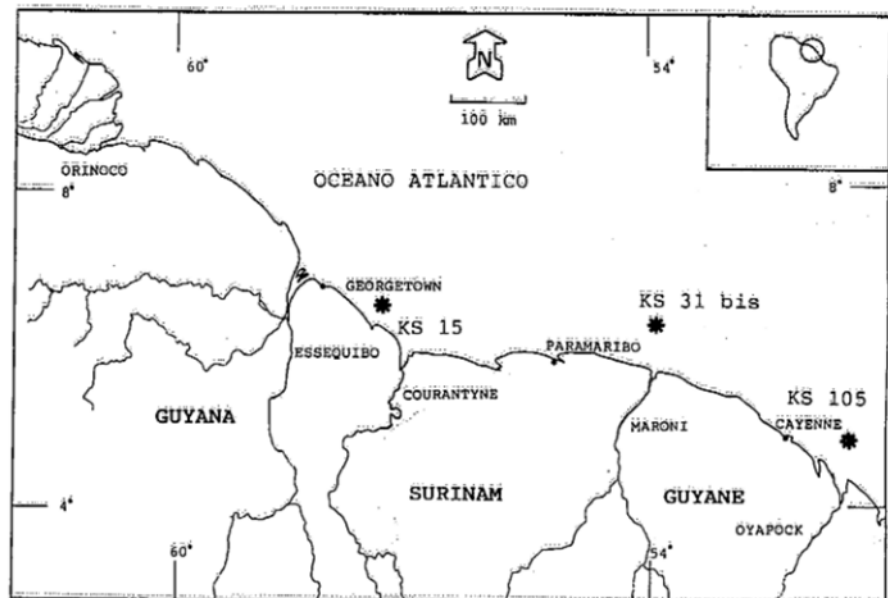 60°
54°
N
100 km
ORINOCO
8°
OCEANO ATLANTICO
8°
GEORGETOWN
KS 15
KS 31 bis
ESSEQUIBO
PARAMARIBO
COURANTYNE
KS 105
CAYENNE
GUYANA
MARONI
SURINAM
GUYANE
4°
OYAPOCK
60°
54°